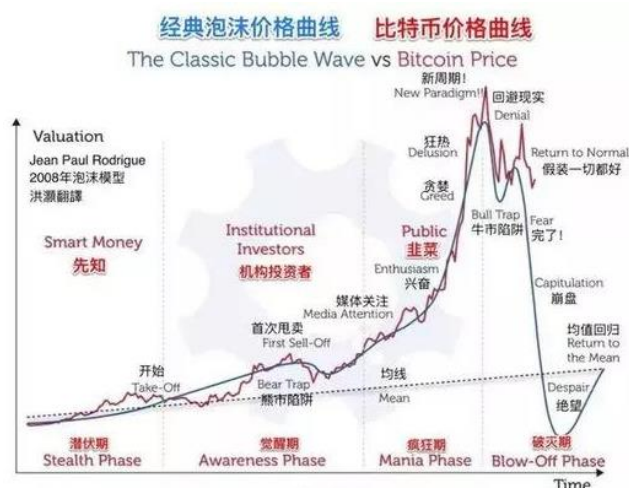 经典泡沫价格曲线 比特币价格曲线
The Classic Bubble Wave vs Bitcoin Price
新周期！
New Paradigm!!
回避现实
Denial
Valuation
Jean Paul Rodrigue
2008年泡沫模型
洪灝翻譯
狂热
Delusion
Return to Normal
假装一切都好
贪婪
Greed
Bull Trap
牛市陷阱
Fear
完了！
Smart Money
先知
Institutional
Investors
机构投资者
Public
韭菜
Enthusiasm
兴奋
媒体关注
Media Attention
Capitulation
崩盘
首次甩卖
First Sell-Off
均值回归
Return to
the Mean
开始
Take-Off
Bear Trap
熊市陷阱
均线
Mean
Despair
绝望
潜伏期
Stealth Phase
觉醒期
Awareness Phase
疯狂期
Mania Phase
破灭期
Blow-Off Phase
Time